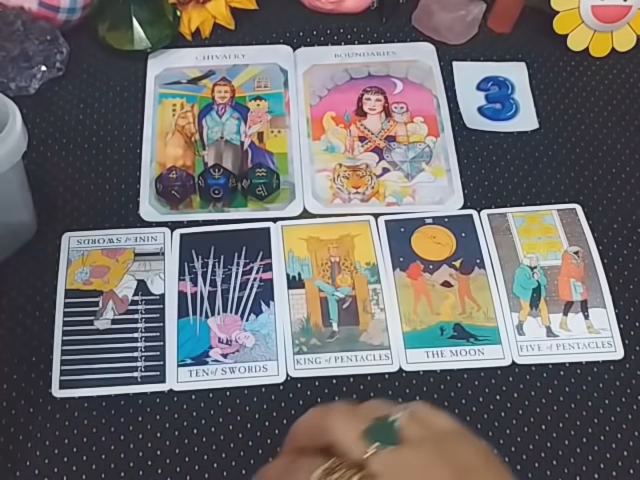 CHIVALRY
BOUNDARIES
3
NINE of SWORDS
TEN of SWORDS
KING of PENTACLES
THE MOON
FIVE of PENTACLES